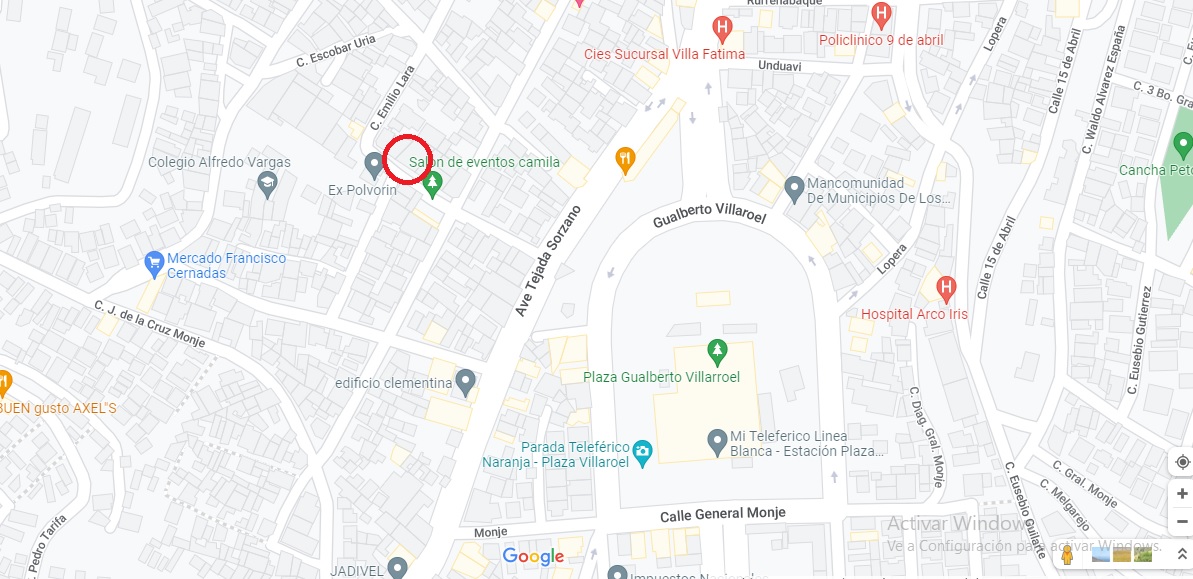 Rurrenabaque
Policlinico 9 de abril
Cies Sucursal Villa Fatima
Unduavi
Lopera
Calle 15 de Abril
C. Waldo Alvarez España
C. 3 Bo. Gra
C. Escobar Uria
C. Emilio Lara
Colegio Alfredo Vargas
Salon de eventos camila
Ex Polvorin
Cancha Peto
Mancomunidad
De Municipios De Los...
Gualberto Villaroel
Ave Tejada Sorzano
Lopera
Calle 15 de Abril
Mercado Francisco
Cernadas
C. J. de la Cruz Monje
Hospital Arco Iris
C. Eusebio Gutierrez
Plaza Gualberto Villarroel
edificio clementina
BUEN gusto AXEL"S
C. Diag. Gral. Monje
Parada Teleférico
Naranja - Plaza Villaroel
Mi Teleferico Linea
Blanca - Estación Plaza...
C. Eusebio Guilarte
C. Gral. Monje
C. Melgarejo
Pedro Tarifa
Monje
Calle General Monje
Google
JADIVEL
Impuestos Nacionales
Activar Windows
Ve a Configuración para activar Windows.